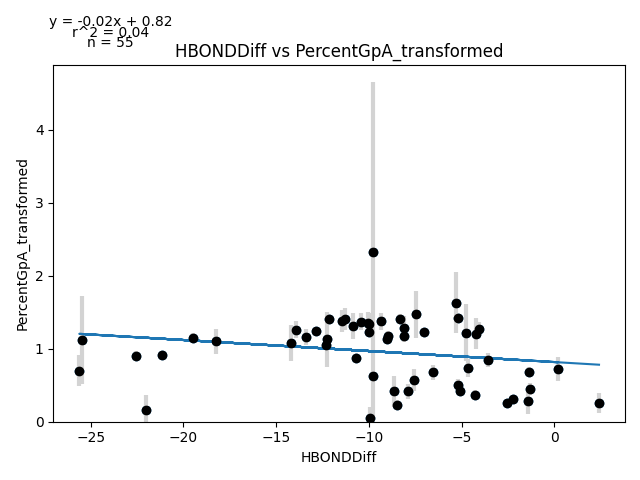 y = -0.02x + 0.82
r^2 = 0.04
n = 55
HBONDDiff vs PercentGpA_transformed
PercentGpA_transformed
4
3
2
1
0
−25
−20
−15
−10
−5
0
HBONDDiff